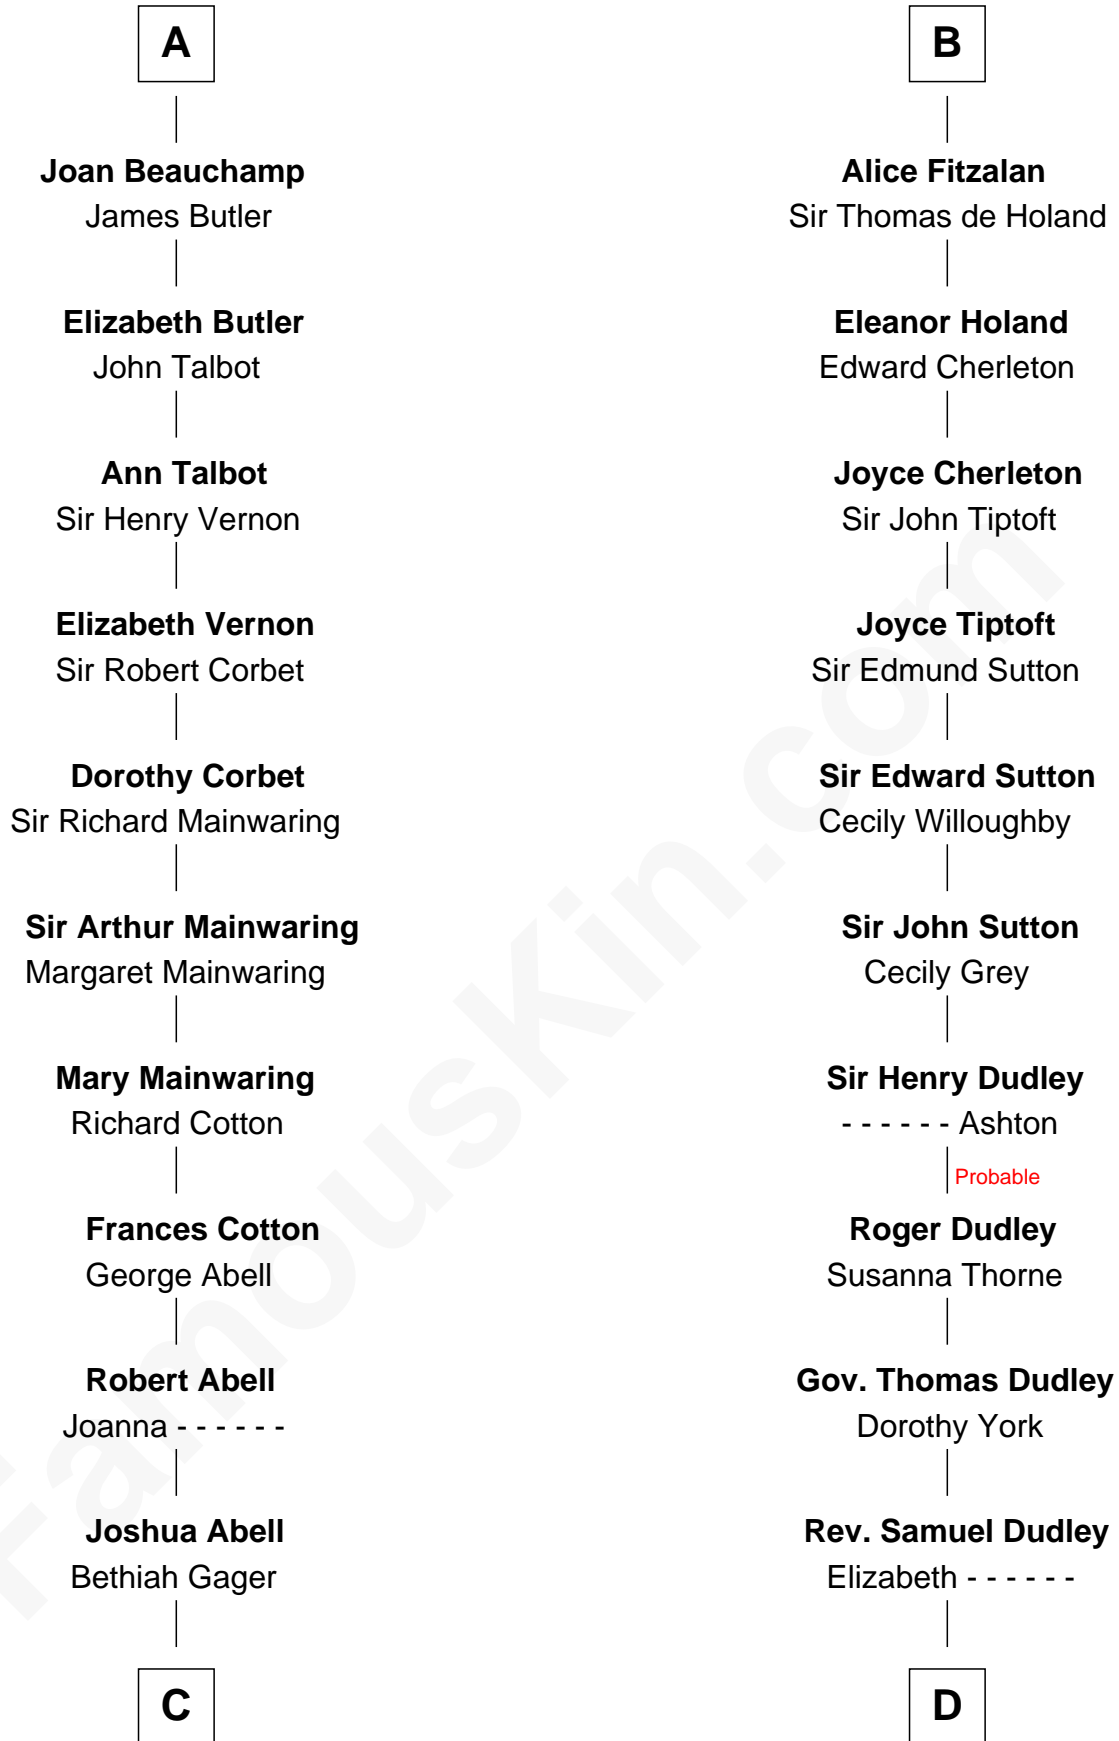 A
Joan Beauchamp
James Butler
Elizabeth Butler
John Talbot
Ann Talbot
Sir Henry Vernon
Elizabeth Vernon
Sir Robert Corbet
Dorothy Corbet
Sir Richard Mainwaring
Sir Arthur Mainwaring
Margaret Mainwaring
Mary Mainwaring
Richard Cotton
Frances Cotton
George Abell
Robert Abell
Joanna - - - - - -
Joshua Abell
Bethiah Gager
C
B
Alice Fitzalan
Sir Thomas de Holand
Eleanor Holand
Edward Cherleton
Joyce Cherleton
Sir John Tiptoft
Joyce Tiptoft
Sir Edmund Sutton
Sir Edward Sutton
Cecily Willoughby
Sir John Sutton
Cecily Grey
Sir Henry Dudley
- - - - - - Ashton
Probable
Roger Dudley
Susanna Thorne
Gov. Thomas Dudley
Dorothy York
Rev. Samuel Dudley
Elizabeth - - - - - -
D
FamousKin.com